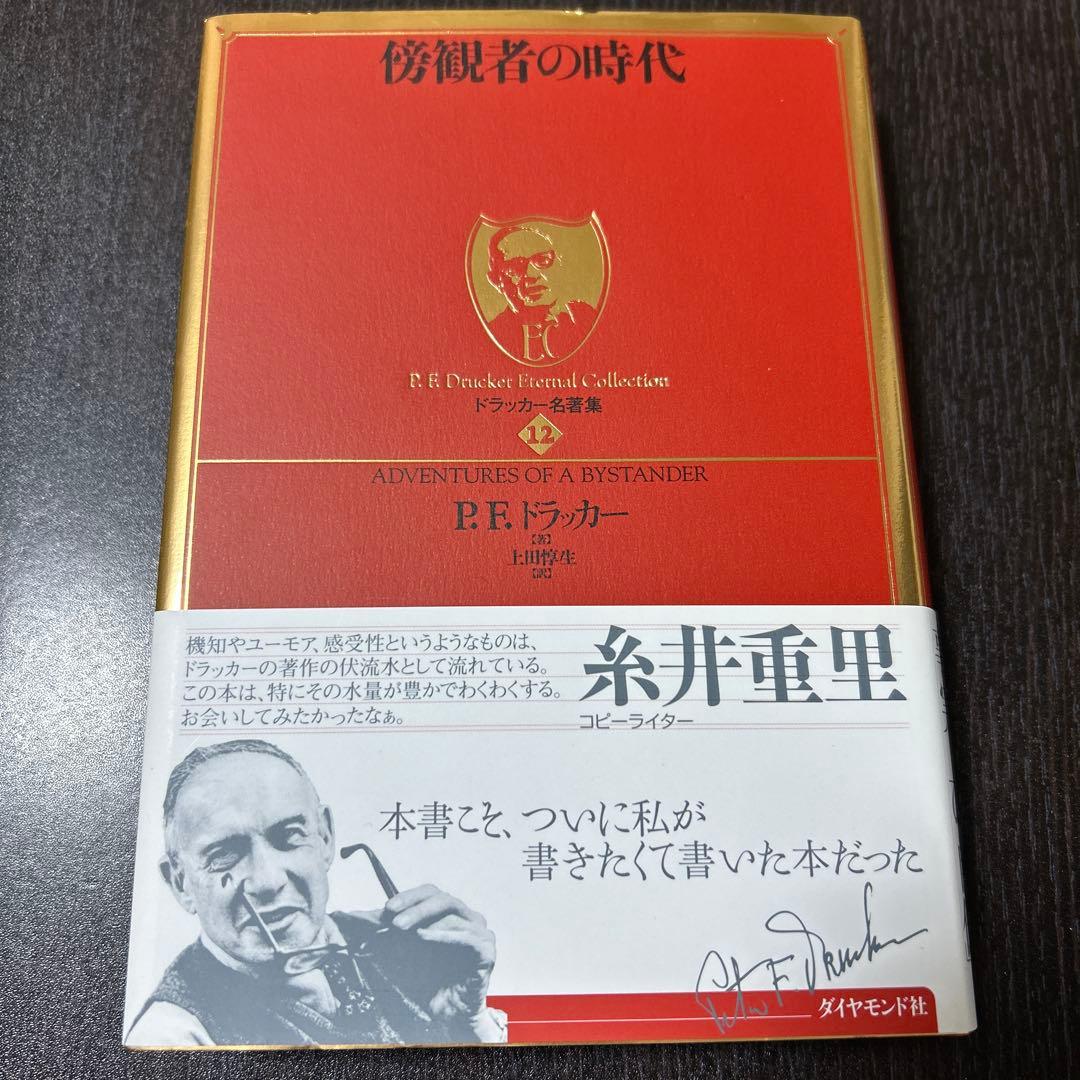 傍観者の時代
P. F. Drucker Eternal Collection
ドラッカー名著集
12
ADVENTURES OF A BYSTANDER
P. F. ドラッカー
【著】
上田惇生
【訳】
機知やユーモア、感受性というようなものは、
ドラッカーの著作の伏流水として流れている。
この本は、特にその水量が豊かでわくわくする。
お会いしてみたかったなぁ。
糸井重里
コピーライター
本書こそ、ついに私が
書きたくて書いた本だった
Peter F. Drucker
ダイヤモンド社